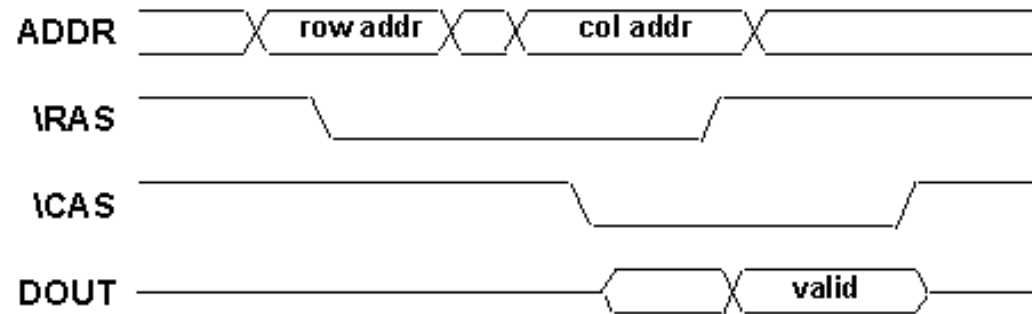 ADDR row addr col addr
\RAS
\CAS
DOUT valid